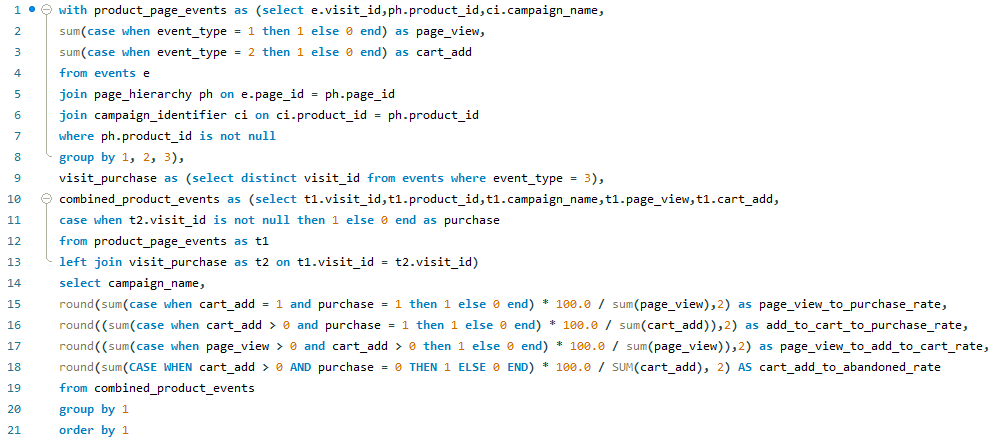 1 with product_page_events as (select e.visit_id,ph.product_id,ci.campaign_name,
2 sum(case when event_type = 1 then 1 else 0 end) as page_view,
3 sum(case when event_type = 2 then 1 else 0 end) as cart_add
4 from events e
5 join page_hierarchy ph on e.page_id = ph.page_id
6 join campaign_identifier ci on ci.product_id = ph.product_id
7 where ph.product_id is not null
8 group by 1, 2, 3),
9 visit_purchase as (select distinct visit_id from events where event_type = 3),
10 combined_product_events as (select t1.visit_id,t1.product_id,t1.campaign_name,t1.page_view,t1.cart_add,
11 case when t2.visit_id is not null then 1 else 0 end as purchase
12 from product_page_events as t1
13 left join visit_purchase as t2 on t1.visit_id = t2.visit_id)
14 select campaign_name,
15 round(sum(case when cart_add = 1 and purchase = 1 then 1 else 0 end) * 100.0 / sum(page_view),2) as page_view_to_purchase_rate,
16 round((sum(case when cart_add > 0 and purchase = 1 then 1 else 0 end) * 100.0 / sum(cart_add)),2) as add_to_cart_to_purchase_rate,
17 round((sum(case when page_view > 0 and cart_add > 0 then 1 else 0 end) * 100.0 / sum(page_view)),2) as page_view_to_add_to_cart_rate,
18 round(sum(CASE WHEN cart_add > 0 AND purchase = 0 THEN 1 ELSE 0 END) * 100.0 / SUM(cart_add), 2) AS cart_add_to_abandoned_rate
19 from combined_product_events
20 group by 1
21 order by 1